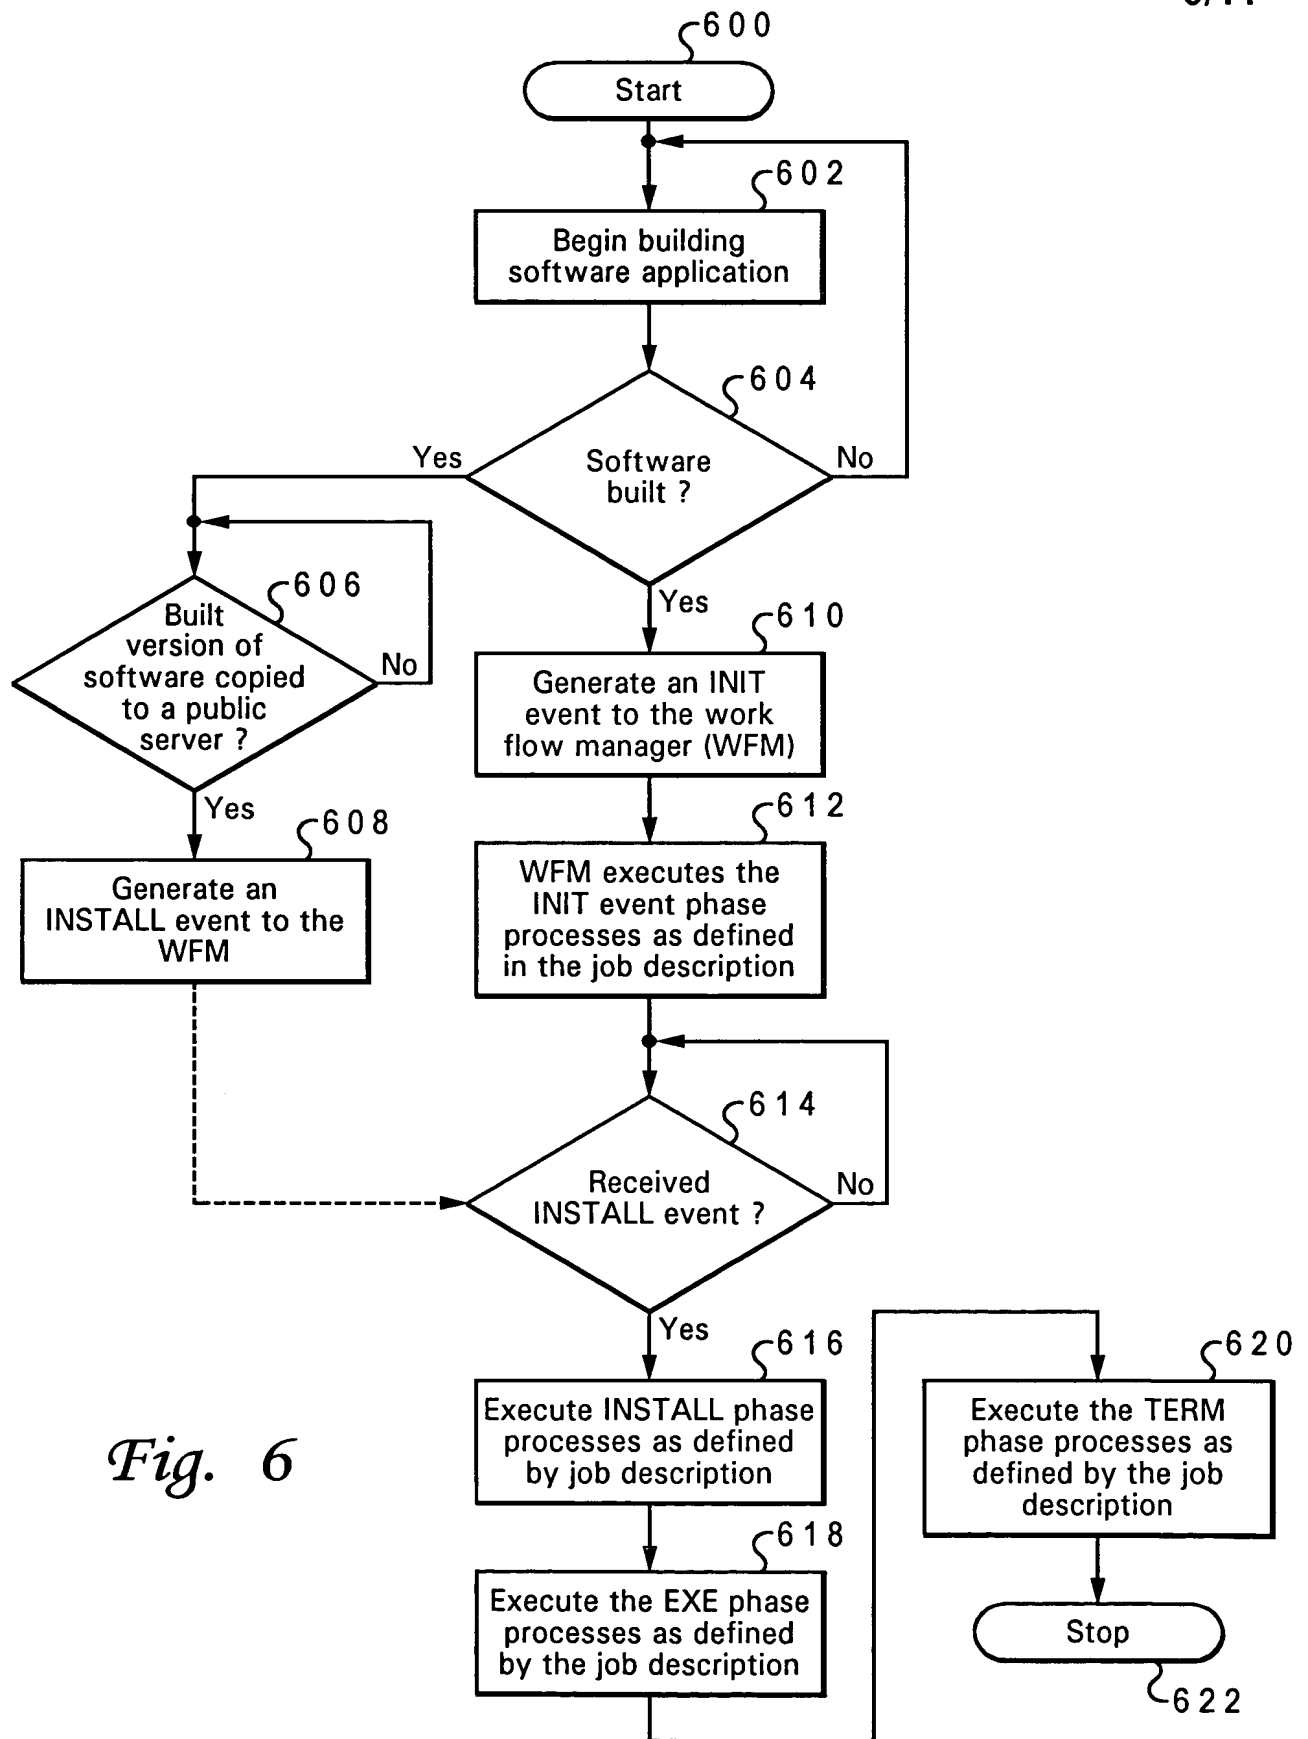 600
Start
602
Begin building
software application
604
Software
built ?
Yes
No
606
Built
version of
software copied
to a public
server ?
No
Yes
610
Generate an INIT
event to the work
flow manager (WFM)
Yes
608
Generate an
INSTALL event to the
WFM
612
WFM executes the
INIT event phase
processes as defined
in the job description
614
Received
INSTALL event ?
No
Yes
616
Execute INSTALL phase
processes as defined
by job description
618
Execute the EXE phase
processes as defined
by the job description
620
Execute the TERM
phase processes as
defined by the job
description
Stop
622
Fig. 6